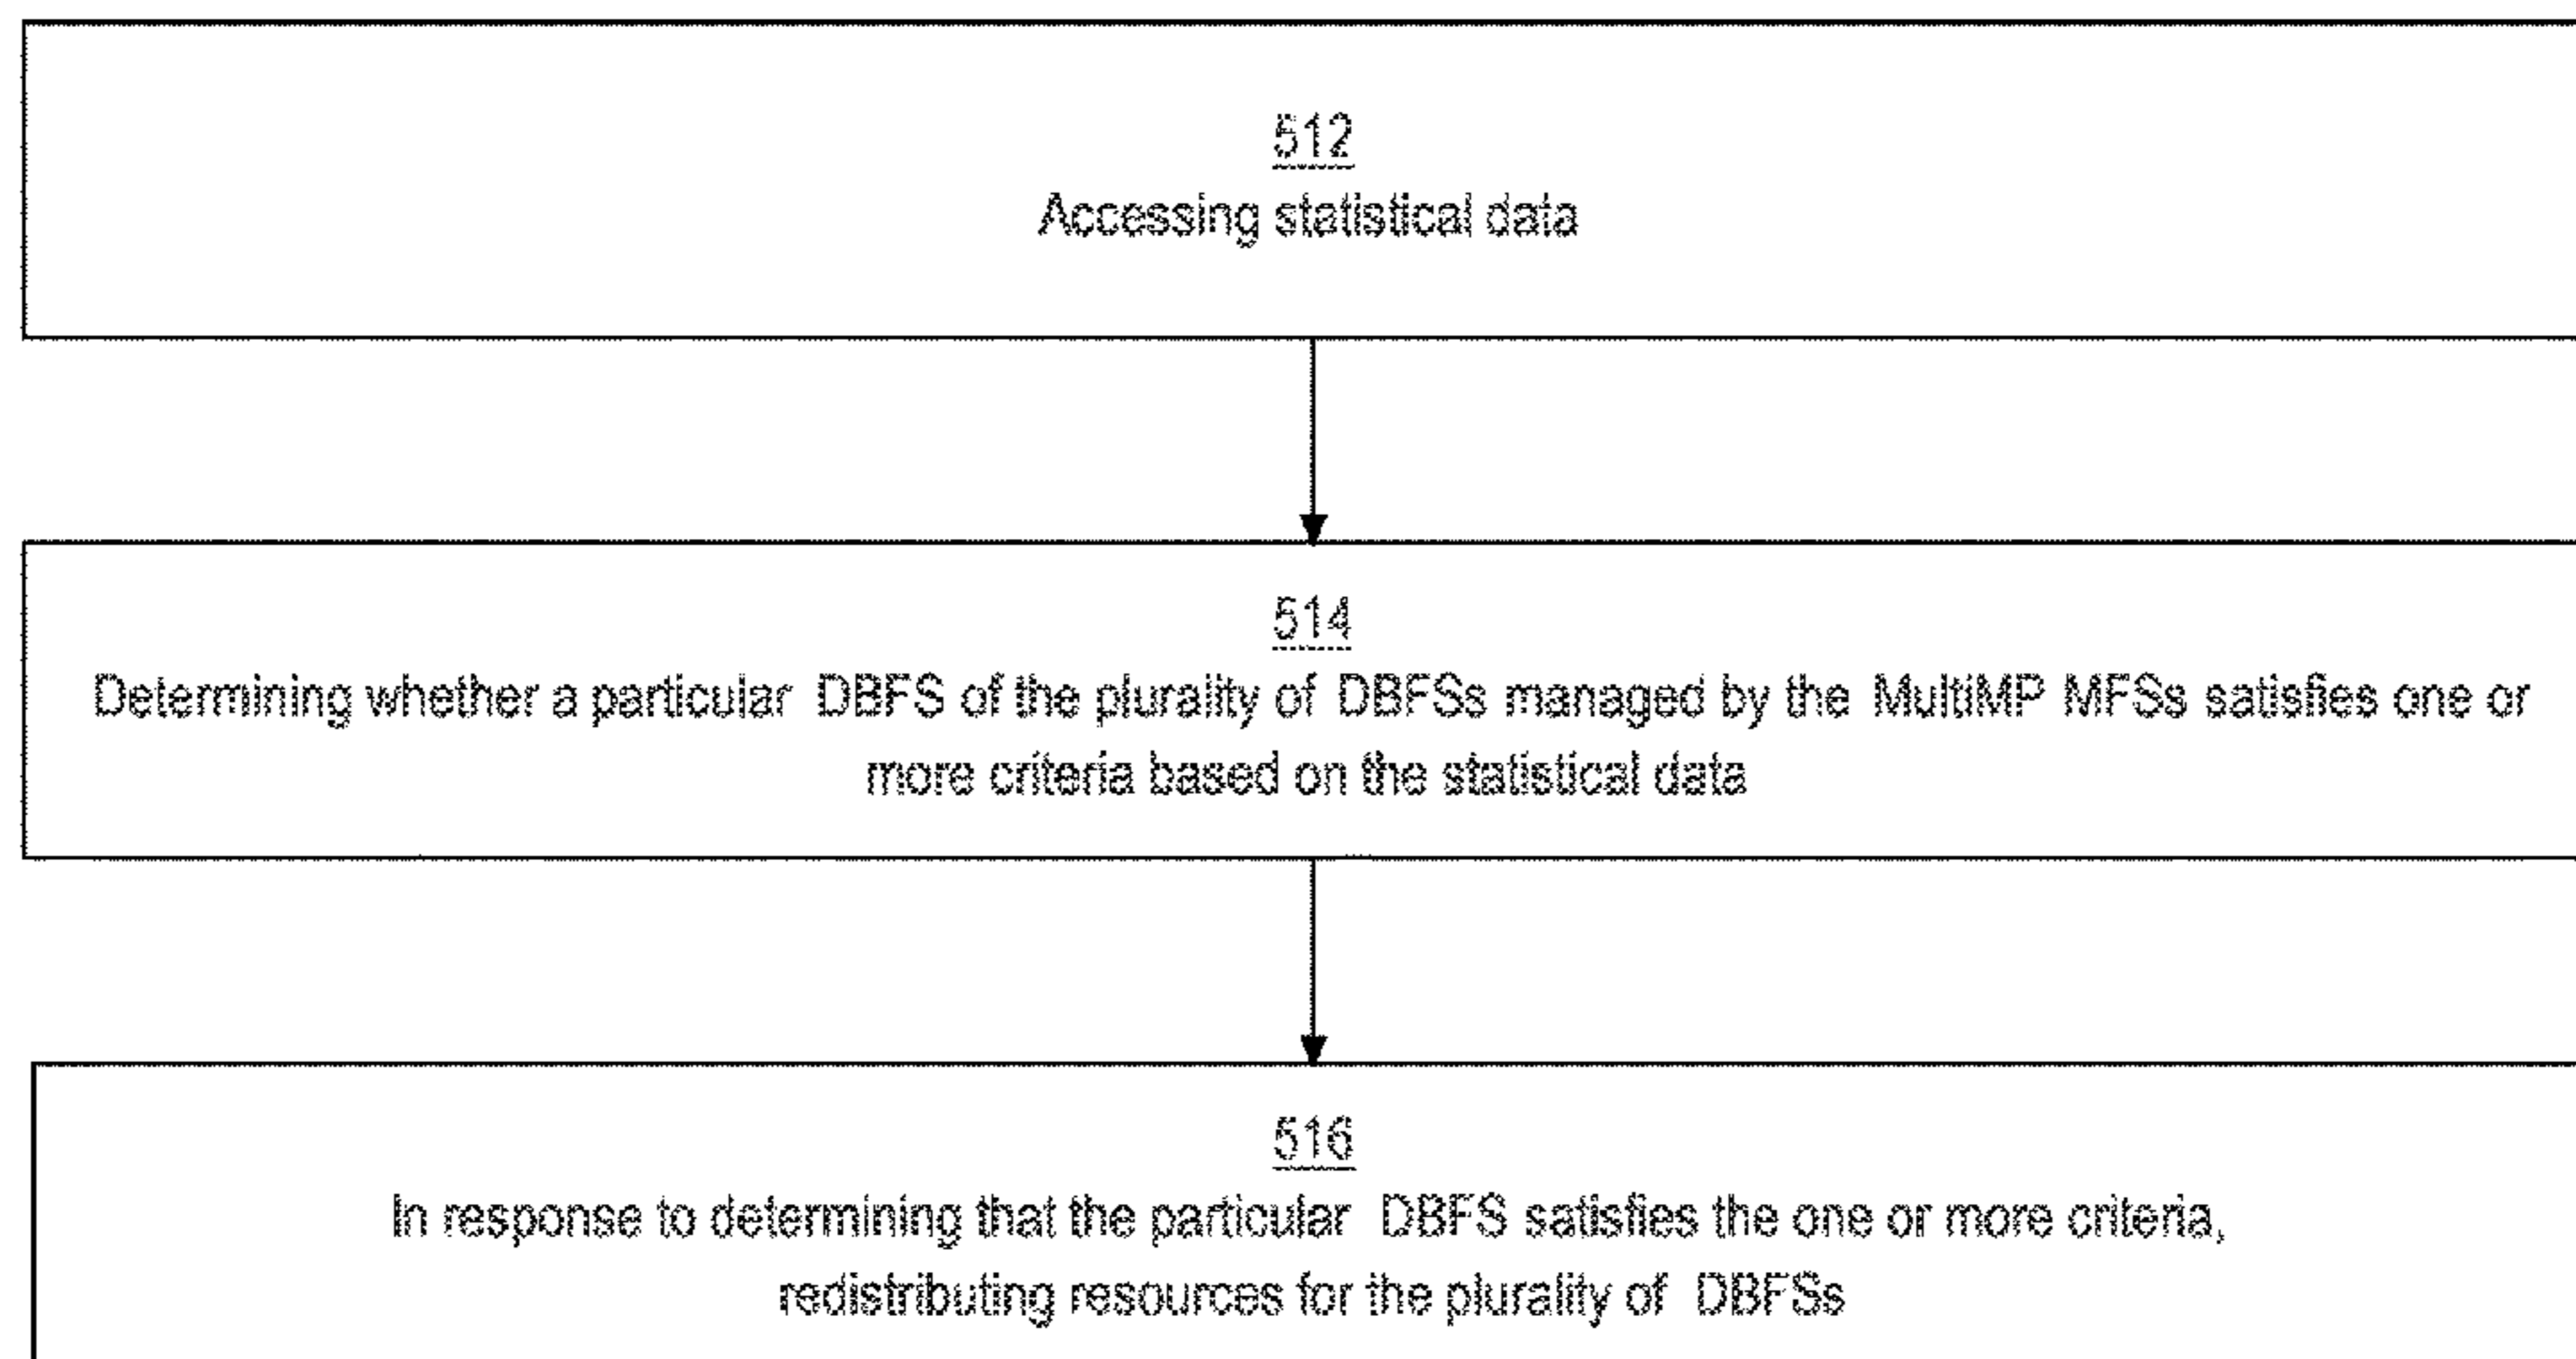 512
Accessing statistical data
514
Determining whether a particular DBFS of the plurality of DBFSs managed by the MultiMP MFSs satisfies one or
more criteria based on the statistical data
516
In response to determining that the particular DBFS satisfies the one or more criteria,
redistributing resources for the plurality of DBFSs